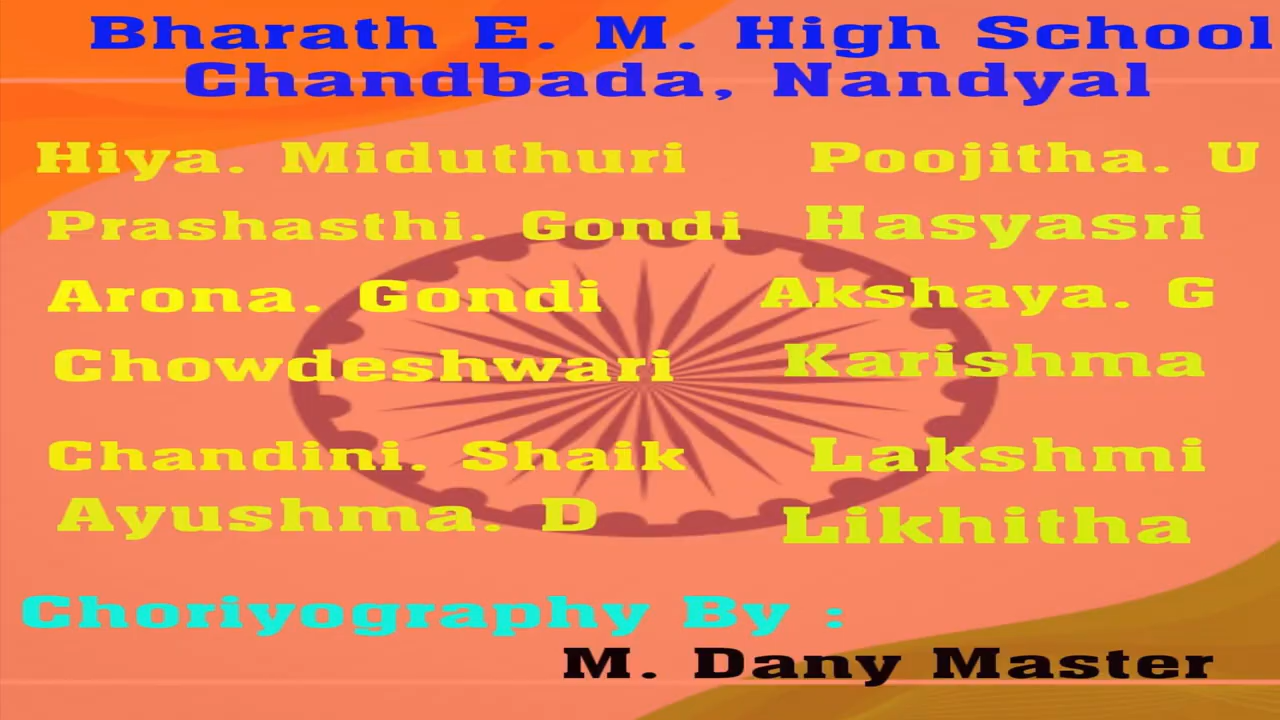 Bharath E. M. High School
Chandbada, Nandyal
Hiya. Miduthuri
Poojitha. U
Prashasthi. Gondi
Hasyasri
Arona. Gondi
Akshaya. G
Chowdeshwari
Karishma
Chandini. Shaik
Lakshmi
Ayushma. D
Likhitha
Choriyography By :
M. Dany Master